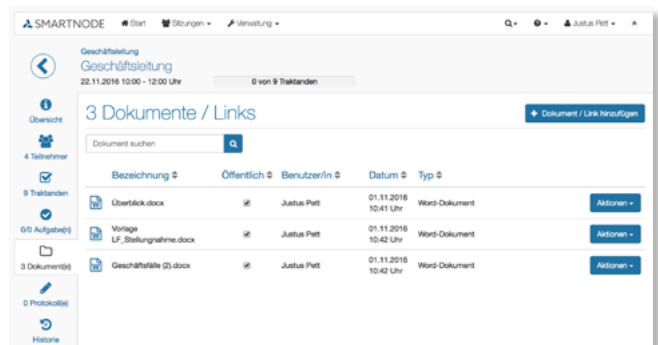 SMARTNODE Start Sitzungen Verwaltung Justus Pett
Geschäftsleitung
Geschäftsleitung
22.11.2016 10:00 - 12:00 Uhr 0 von 9 Traktanden
Übersicht
4 Teilnehmer
9 Traktanden
0/0 Aufgabe(n)
3 Dokument(e)
0 Protokoll(e)
Historie
3 Dokumente / Links + Dokument / Link hinzufügen
Dokument suchen
Bezeichnung Öffentlich Benutzer/in Datum Typ
Überblick.docx Justus Pett 01.11.2016 10:41 Uhr Word-Dokument Aktionen
Vorlage LF_Stellungnahme.docx Justus Pett 01.11.2016 10:42 Uhr Word-Dokument Aktionen
Geschäftsfälle (2).docx Justus Pett 01.11.2016 10:42 Uhr Word-Dokument Aktionen